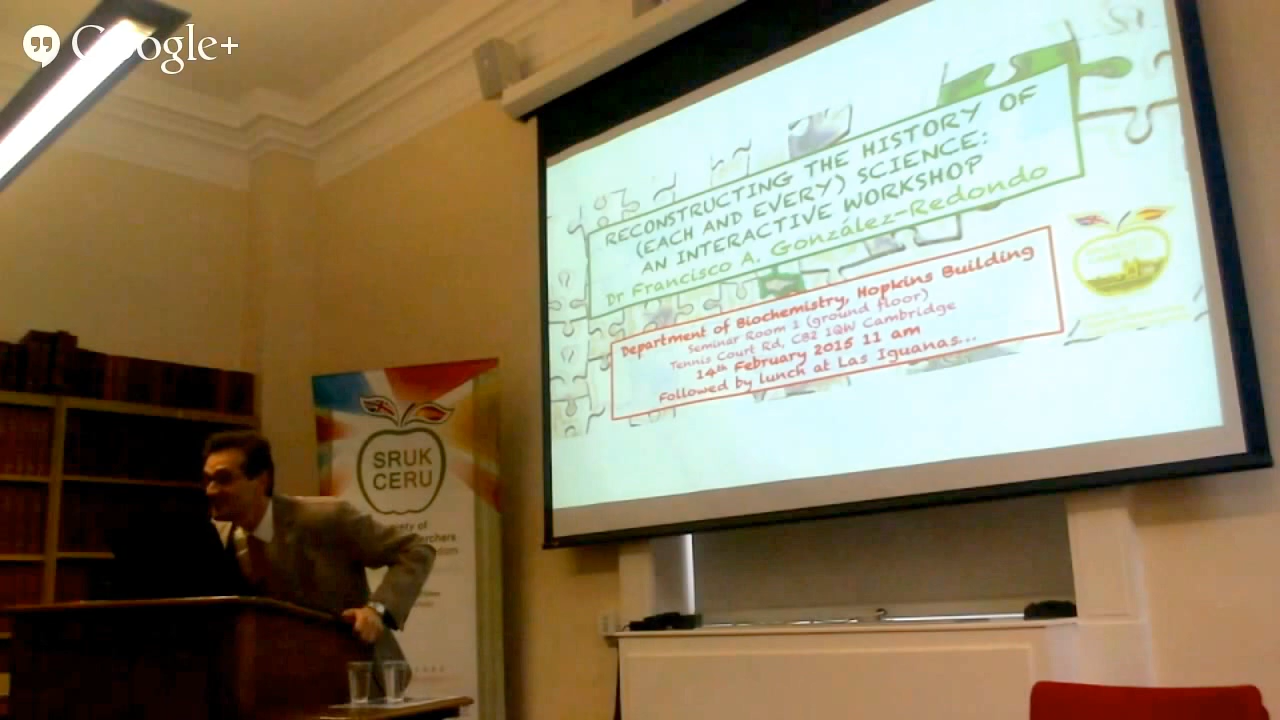 Google+
RECONSTRUCTING THE HISTORY OF
(EACH AND EVERY) SCIENCE:
AN INTERACTIVE WORKSHOP
Dr Francisco A. González-Redondo
Department of Biochemistry, Hopkins Building
Seminar Room 1 (ground floor)
Tennis Court Rd, CB2 1QW Cambridge
14th February 2015 11 am
Followed by lunch at Las Iguanas...
SRUK
CERU